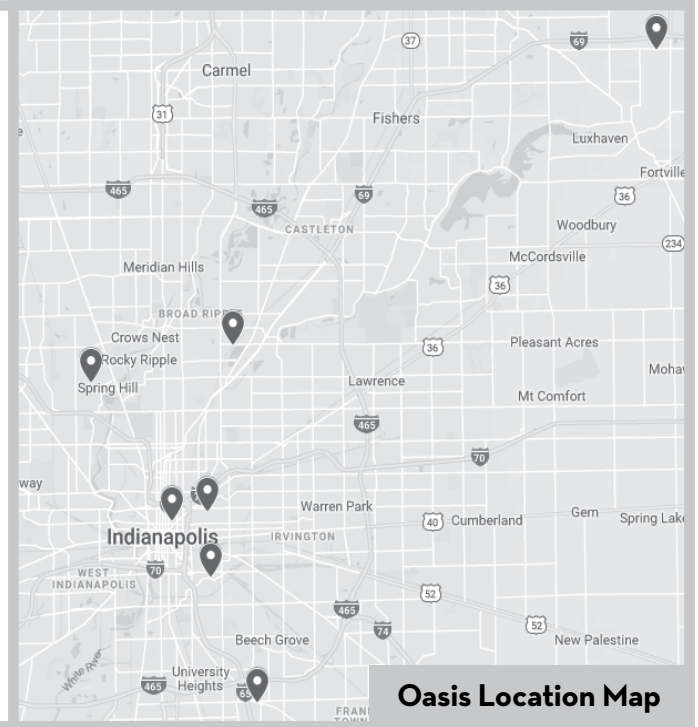 37
69
Carmel
31
Fishers
Luxhaven
Fortville
36
465
465
69
CASTLETON
Woodbury
234
McCordsville
Meridian Hills
36
BROAD
Crows Nest
36
Pleasant Acres
Rocky Ripple
Spring Hill
Lawrence
Mt Comfort
465
70
way
Warren Park
Gem
40
Cumberland
Spring Lake
Indianapolis
IRVINGTON
WEST
INDIANAPOLIS
70
52
465
52
74
Beech Grove
New Palestine
White
University
Heights
465
65
Oasis Location Map